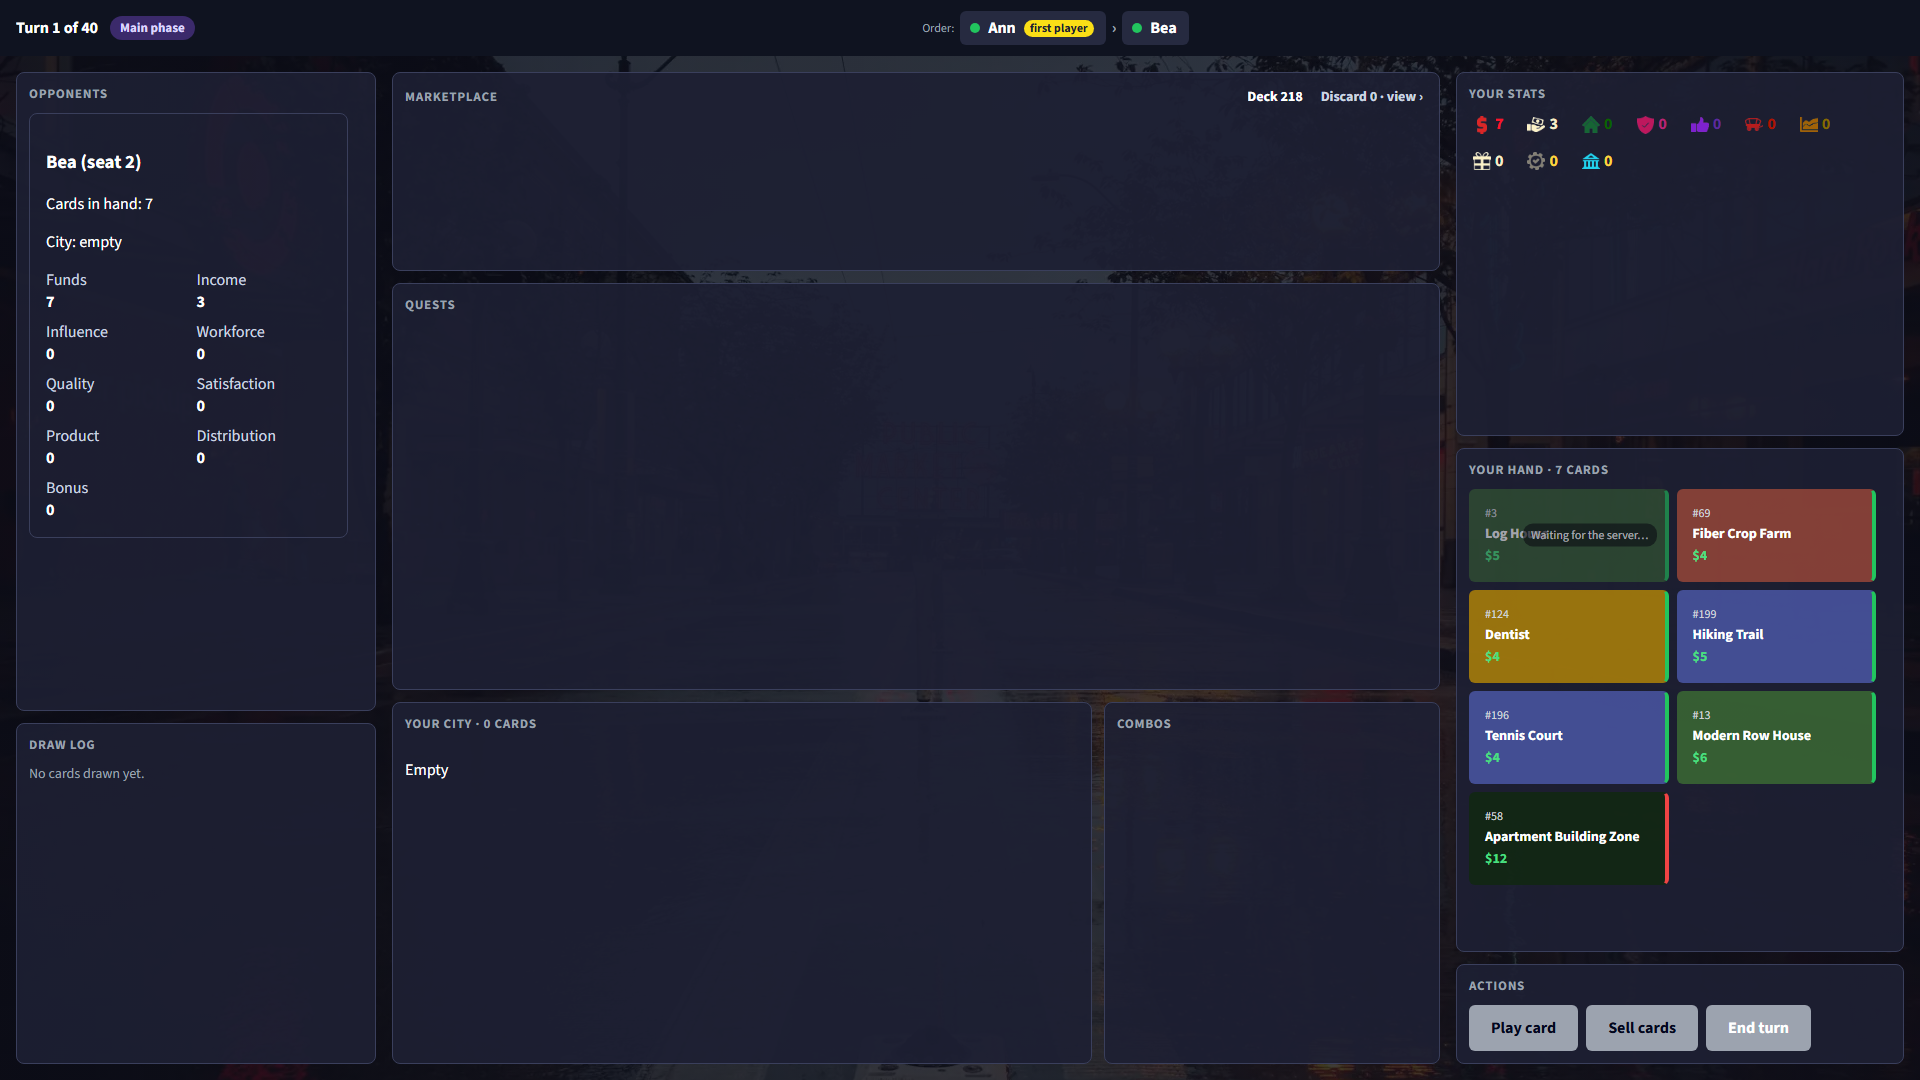 Turn 1 of 40
Main phase
Order:
Ann
first player
›
Bea
OPPONENTS
Bea (seat 2)
Cards in hand: 7
City: empty
Funds
7
Income
3
Influence
0
Workforce
0
Quality
0
Satisfaction
0
Product
0
Distribution
0
Bonus
0
DRAW LOG
No cards drawn yet.
MARKETPLACE
Deck 218
Discard 0 · view ›
QUESTS
YOUR CITY · 0 CARDS
Empty
COMBOS
YOUR STATS
7
3
0
0
0
0
0
0
0
0
YOUR HAND · 7 CARDS
#3
Log
Waiting for the server...
$5
#69
Fiber Crop Farm
$4
#124
Dentist
$4
#199
Hiking Trail
$5
#196
Tennis Court
$4
#13
Modern Row House
$6
#58
Apartment Building Zone
$12
ACTIONS
Play card
Sell cards
End turn